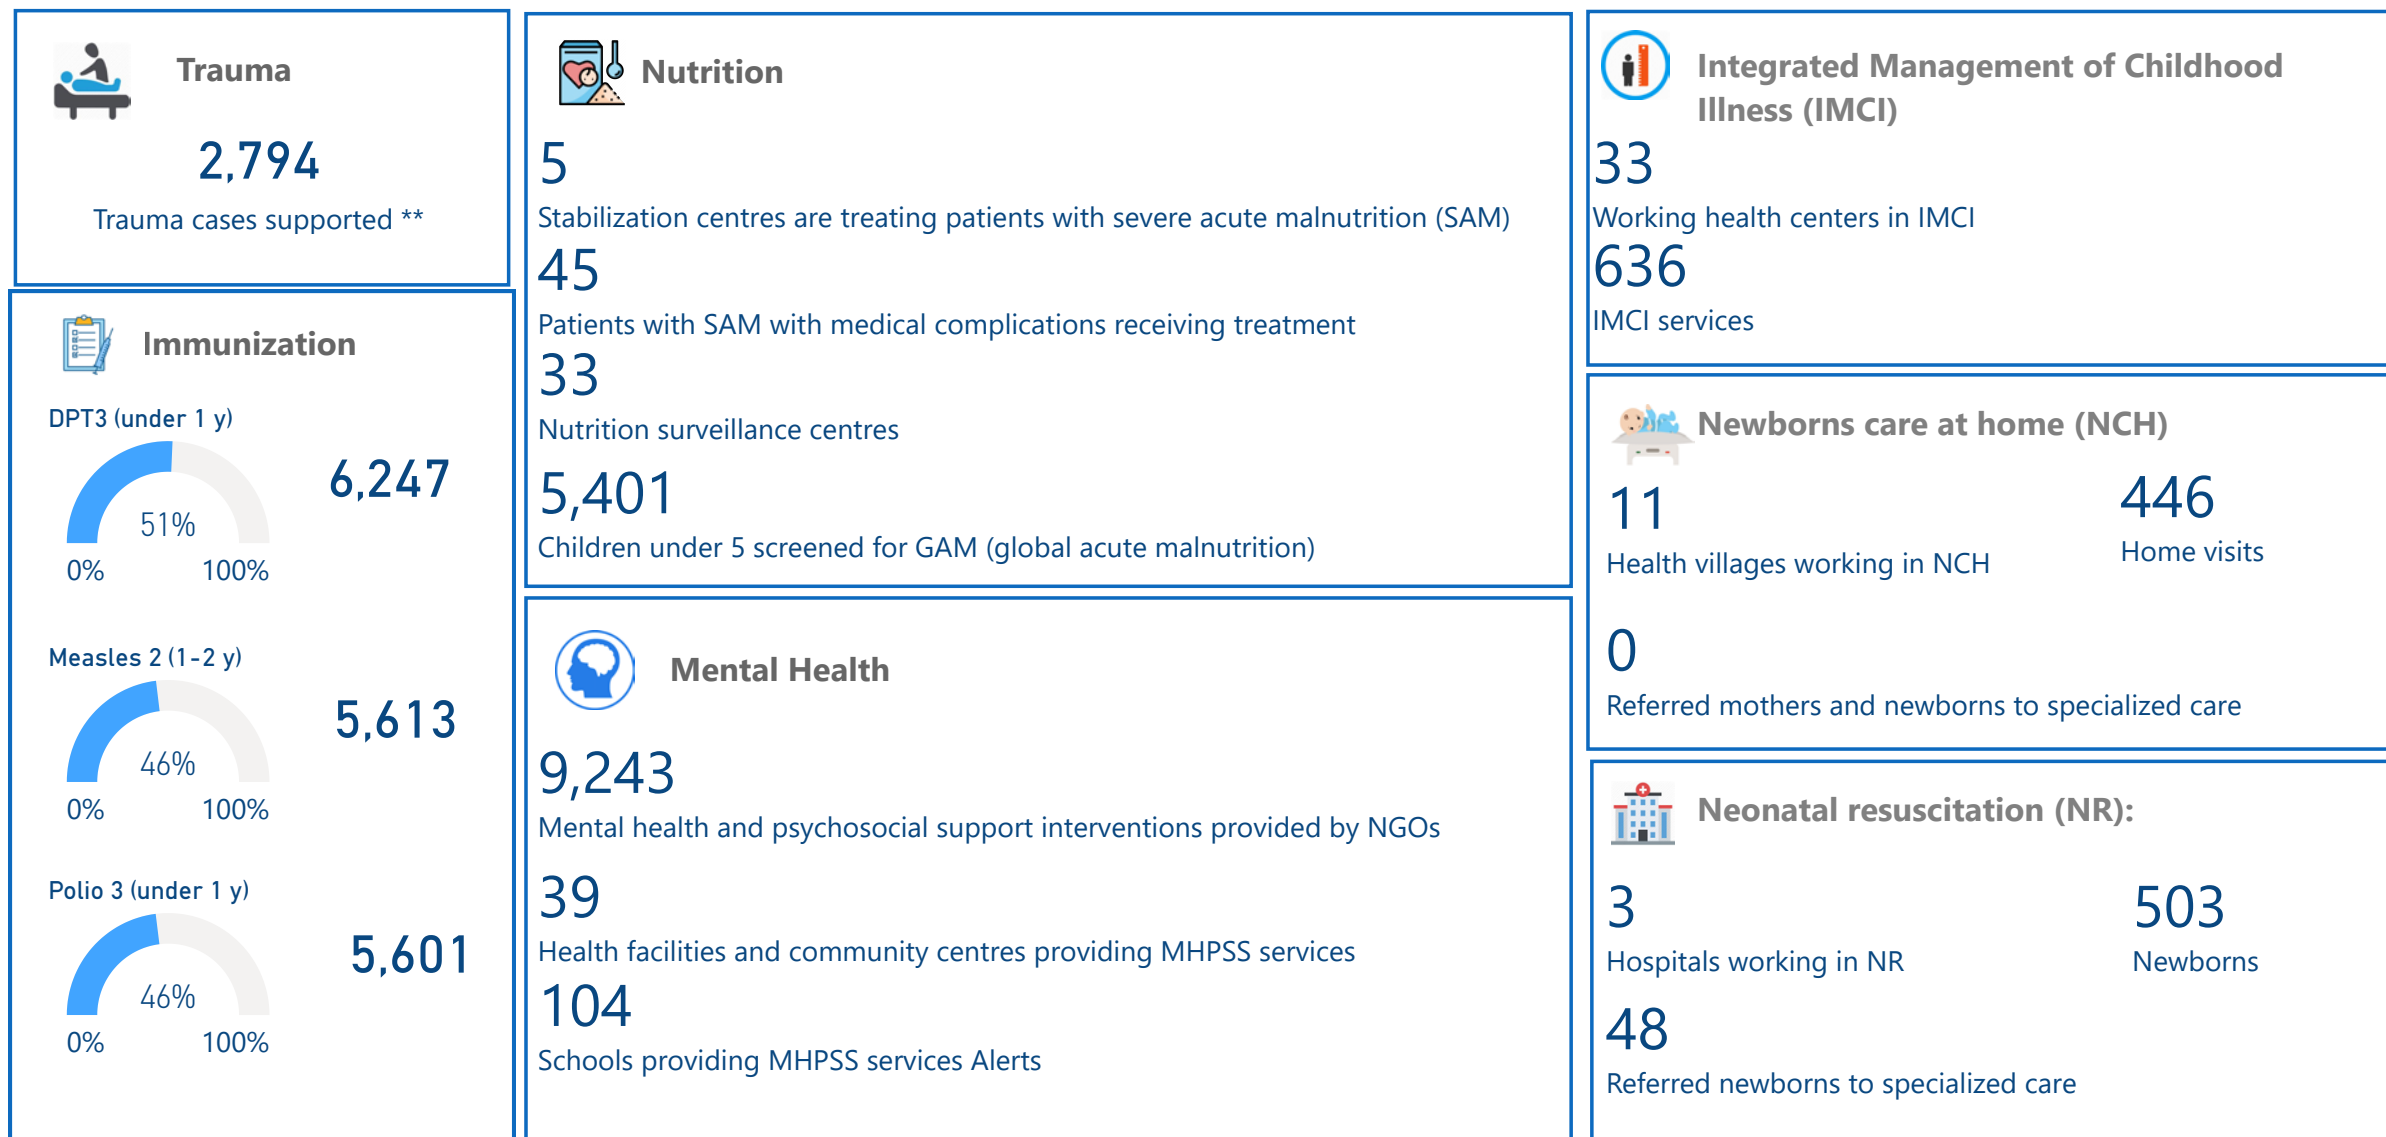 Trauma
2,794
Trauma cases supported **
Immunization
DPT3 (under 1 y)
6,247
51%
0% 100%
Measles 2 (1-2 y)
5,613
46%
0% 100%
Polio 3 (under 1 y)
5,601
46%
0% 100%
Nutrition
5
Stabilization centres are treating patients with severe acute malnutrition (SAM)
45
Patients with SAM with medical complications receiving treatment
33
Nutrition surveillance centres
5,401
Children under 5 screened for GAM (global acute malnutrition)
Mental Health
9,243
Mental health and psychosocial support interventions provided by NGOs
39
Health facilities and community centres providing MHPSS services
104
Schools providing MHPSS services Alerts
Integrated Management of Childhood
Illness (IMCI)
33
Working health centers in IMCI
636
IMCI services
Newborns care at home (NCH)
11
Health villages working in NCH
446
Home visits
0
Referred mothers and newborns to specialized care
Neonatal resuscitation (NR):
3
Hospitals working in NR
503
Newborns
48
Referred newborns to specialized care